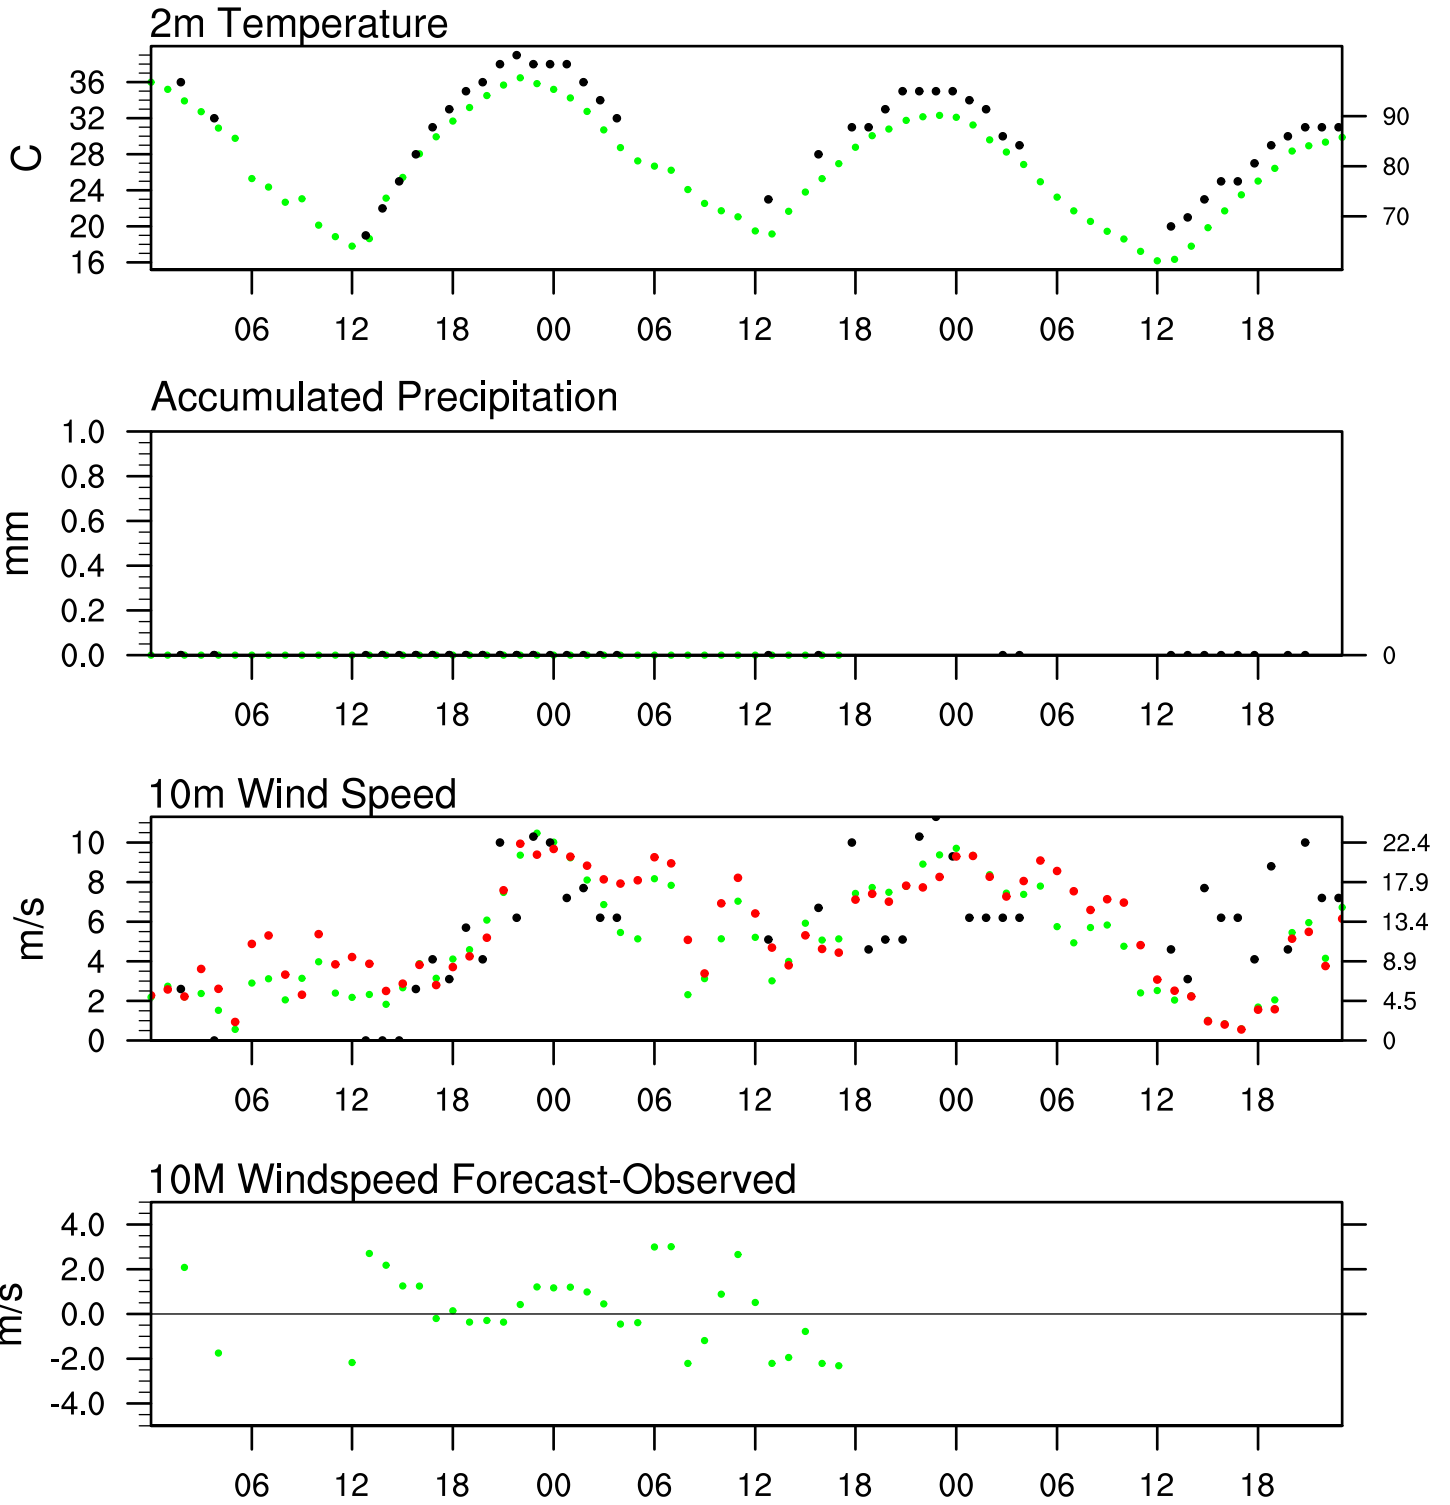 2m Temperature
36
32
28
24
20
16
C
90
80
70
06 12 18 00 06 12 18 00 06 12 18
Accumulated Precipitation
1.0
0.8
0.6
0.4
0.2
0.0
mm
0
06 12 18 00 06 12 18 00 06 12 18
10m Wind Speed
10
8
6
4
2
0
m/s
22.4
17.9
13.4
8.9
4.5
0
06 12 18 00 06 12 18 00 06 12 18
10M Windspeed Forecast-Observed
4.0
2.0
0.0
-2.0
-4.0
m/s
06 12 18 00 06 12 18 00 06 12 18